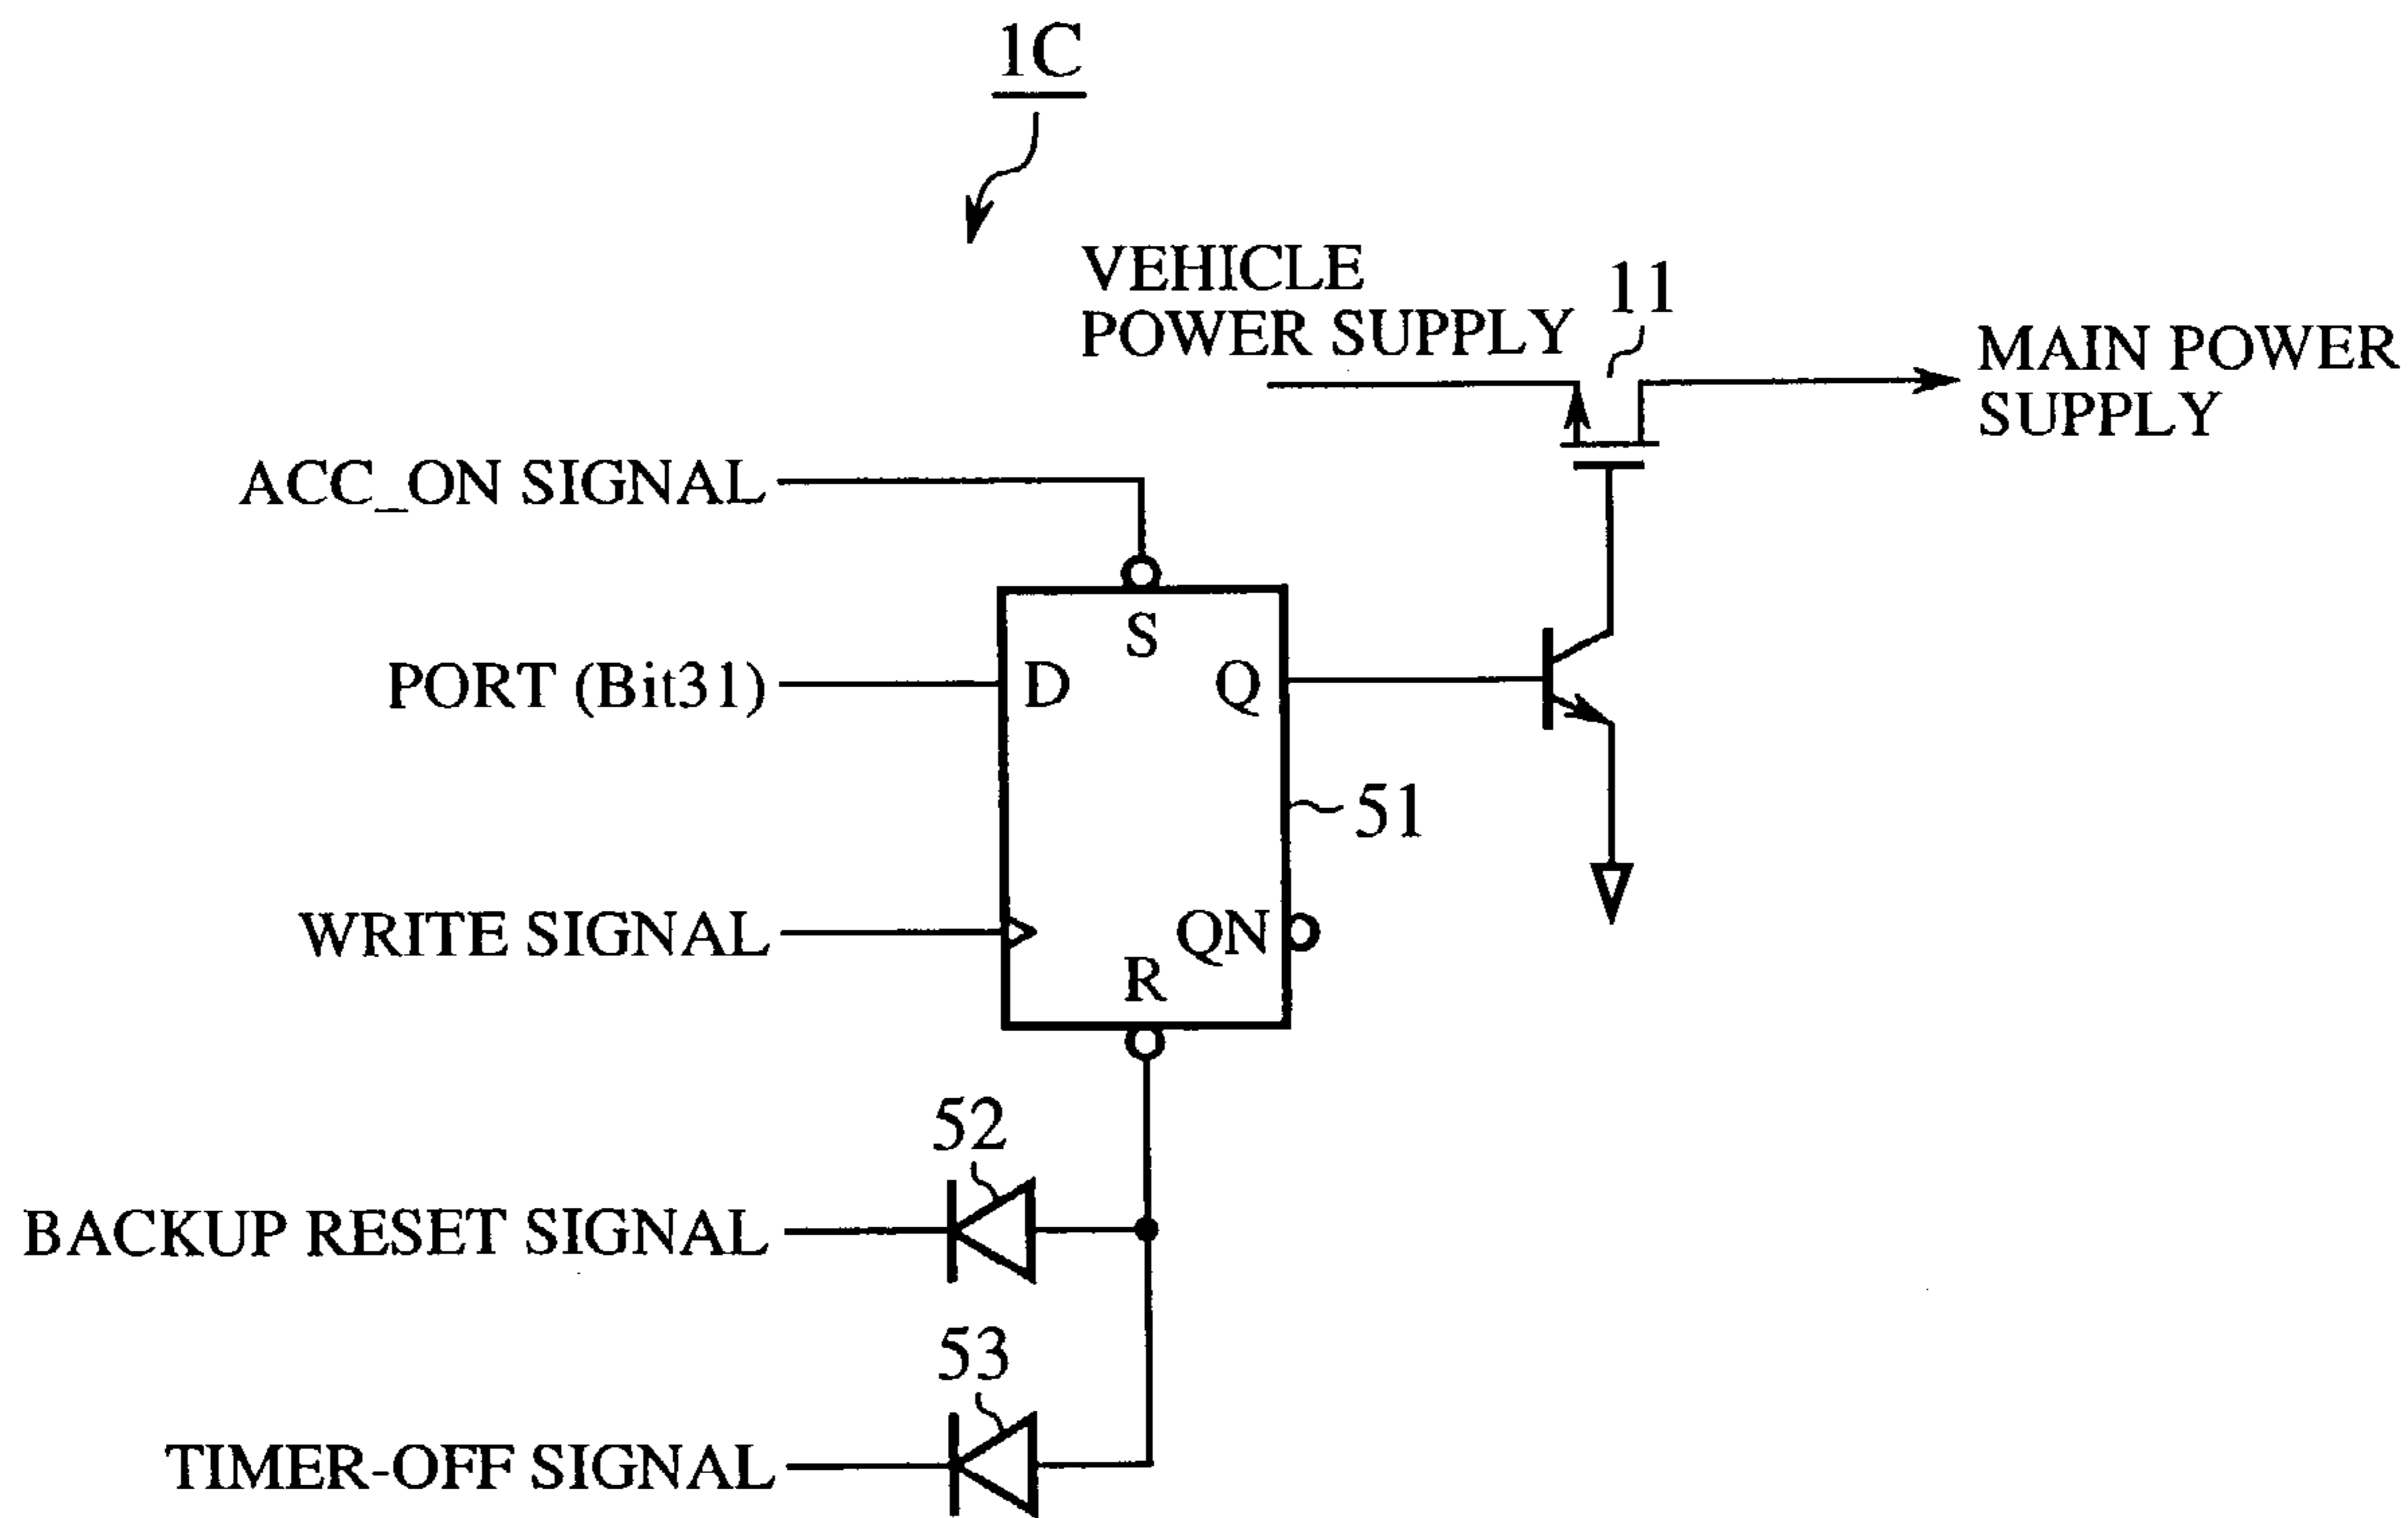 1C
VEHICLE
POWER SUPPLY
11
MAIN POWER
SUPPLY
ACC_ON SIGNAL
S
PORT (Bit31)
D
Q
51
WRITE SIGNAL
QN
R
52
BACKUP RESET SIGNAL
53
TIMER-OFF SIGNAL